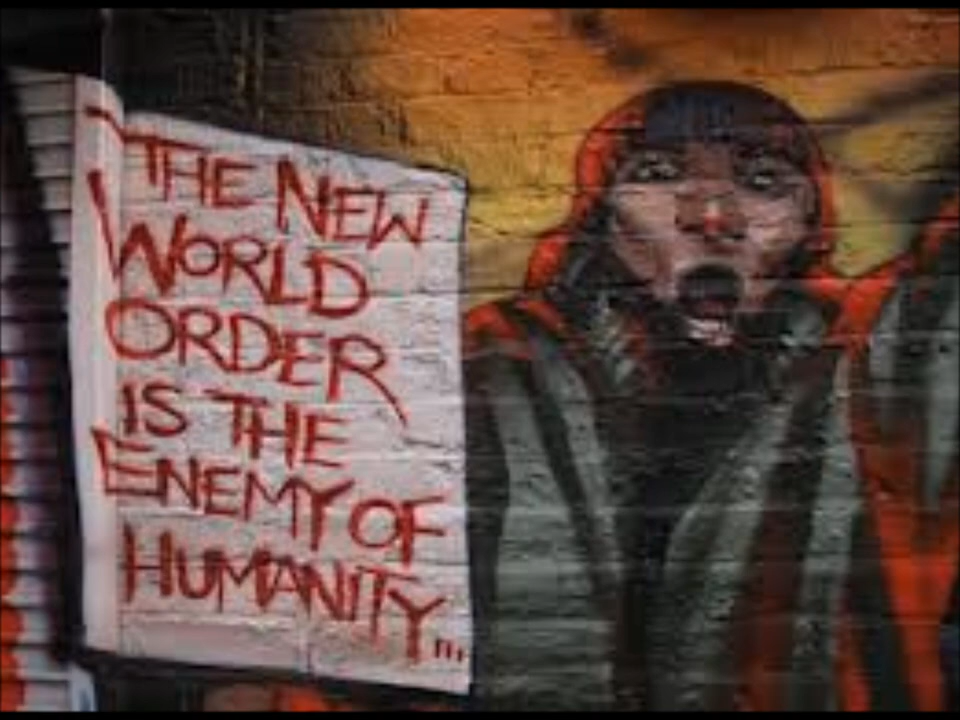 THE NEW
WORLD
ORDER
IS THE
ENEMY OF
HUMANITY...